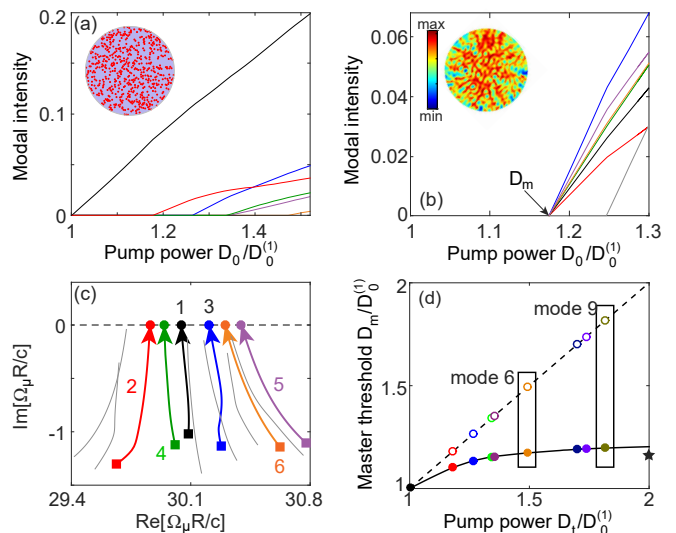 (a)
Modal intensity
0.2
0.1
0
1
1.2
1.4
Pump power D₀/D₀⁽¹⁾
(b)
max
min
Modal intensity
0.06
0.04
0.02
0
Dₘ
1
1.1
1.2
1.3
Pump power D₀/D₀⁽¹⁾
(c)
Im[ΩμR/c]
0
-1
1
2
3
4
5
6
29.4
30.1
30.8
Re[ΩμR/c]
(d)
Master threshold Dₘ/D₀⁽¹⁾
2
1.5
1
mode 6
mode 9
1
1.5
2
Pump power Dₜ/D₀⁽¹⁾